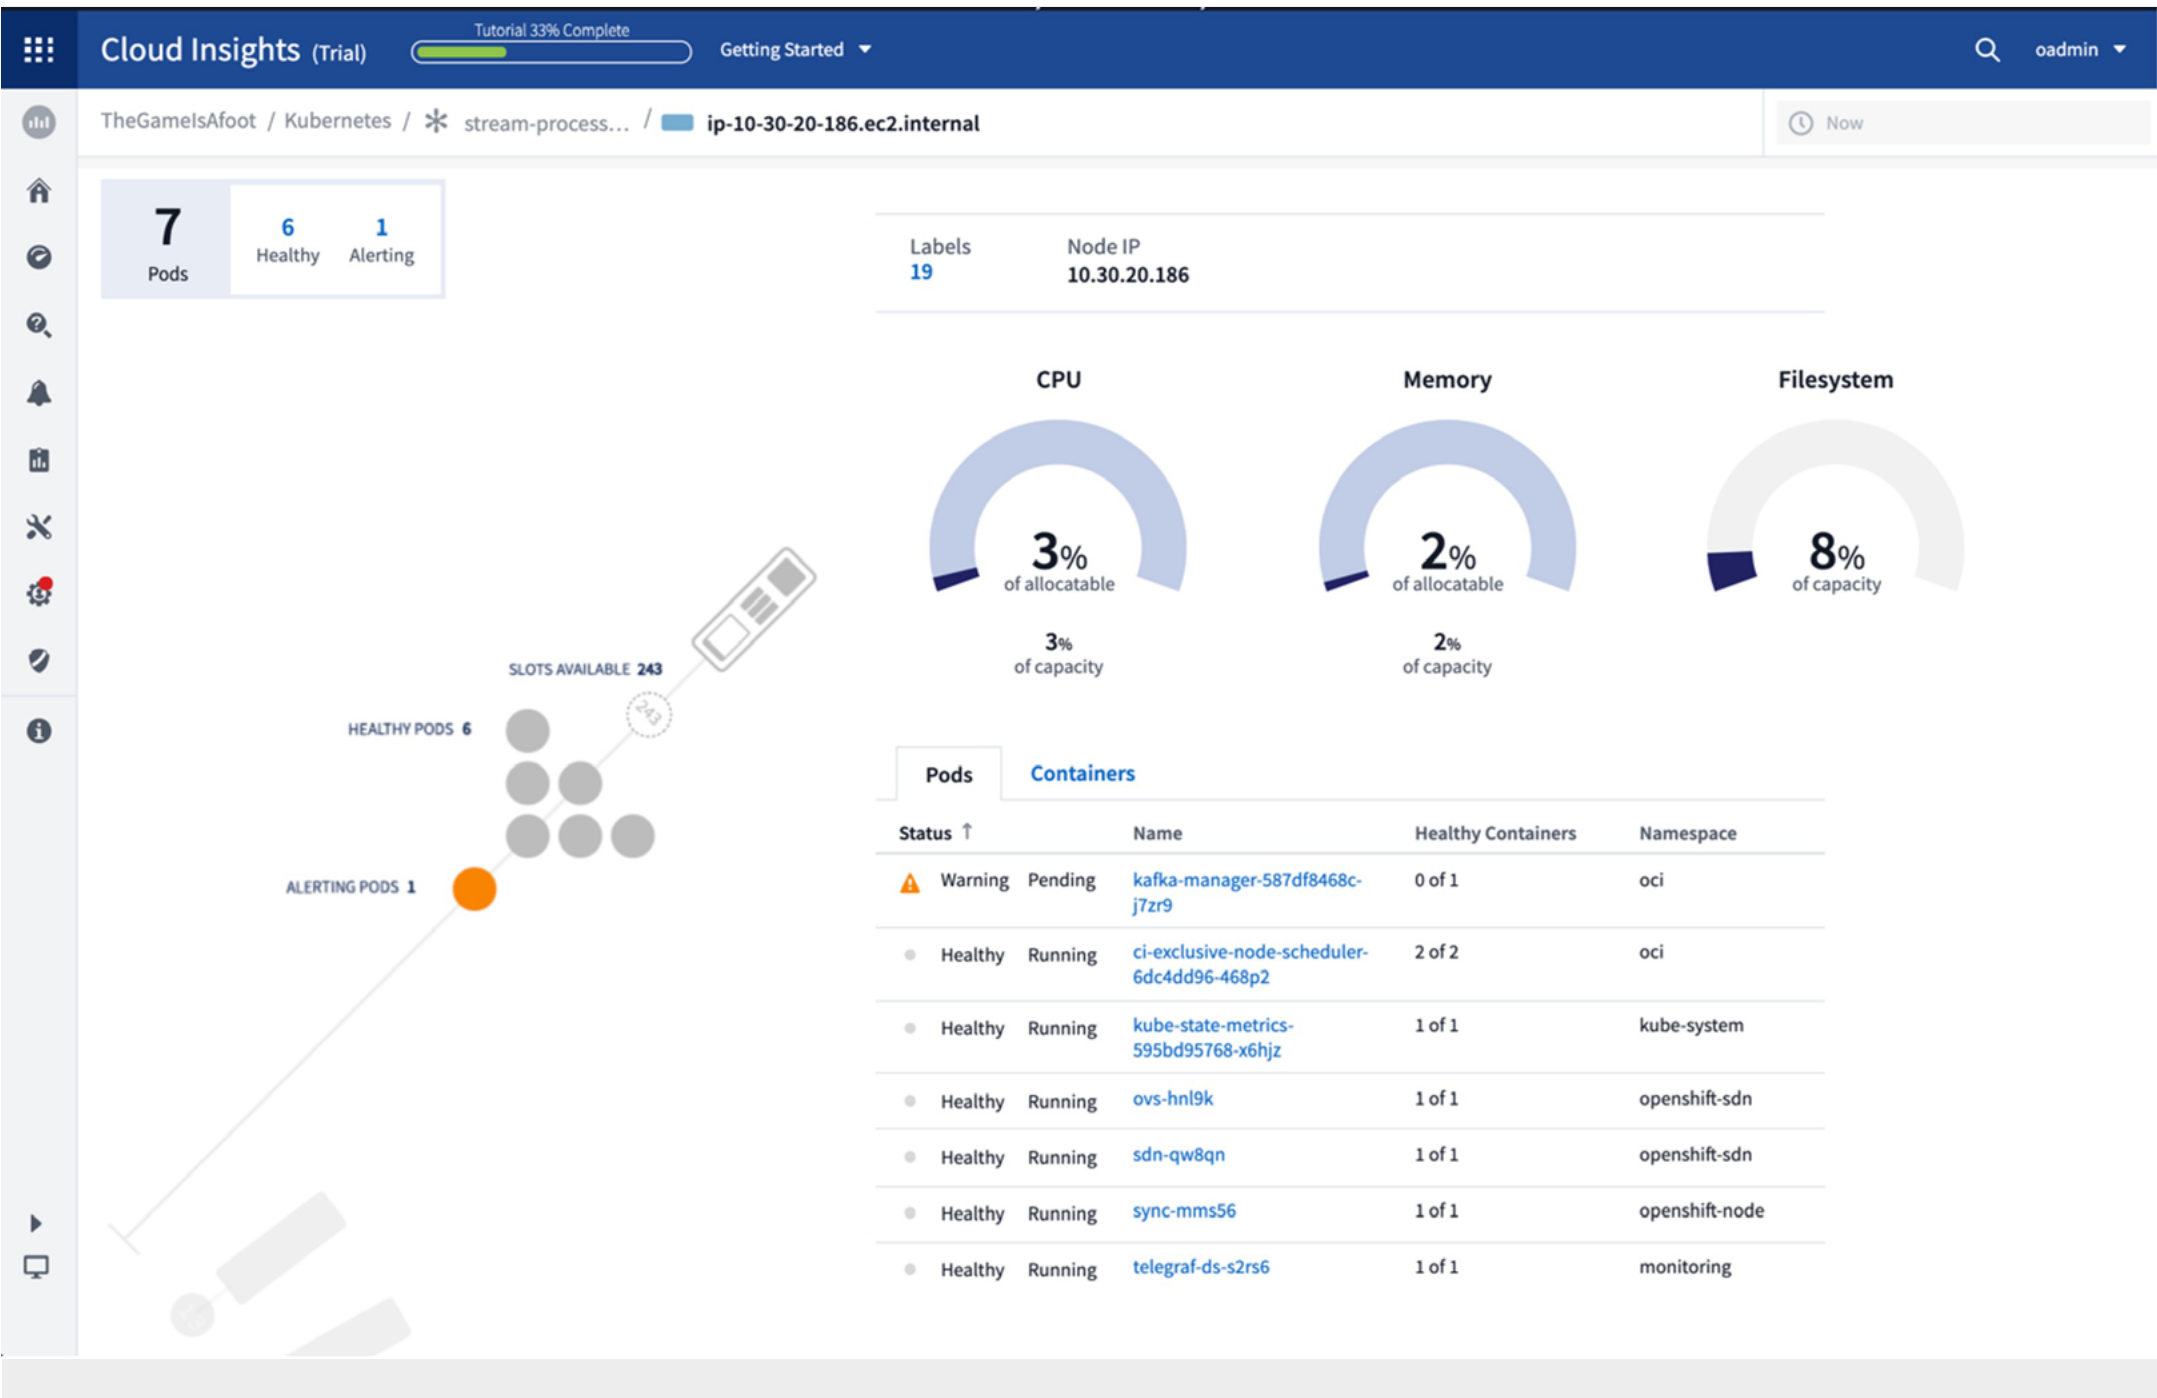 Cloud Insights (Trial)
Tutorial 33% Complete
Getting Started
oadmin
TheGameIsAfoot / Kubernetes / stream-process... / ip-10-30-20-186.ec2.internal
Now
7
Pods
6
Healthy
1
Alerting
Labels
19
Node IP
10.30.20.186
CPU
3%
of allocatable
3%
of capacity
Memory
2%
of allocatable
2%
of capacity
Filesystem
8%
of capacity
SLOTS AVAILABLE 243
243
HEALTHY PODS 6
ALERTING PODS 1
Pods
Containers
Status ↑ Name Healthy Containers Namespace
Warning Pending kafka-manager-587df8468c- 0 of 1 oci
j7zr9
Healthy Running ci-exclusive-node-scheduler- 2 of 2 oci
6dc4dd96-468p2
Healthy Running kube-state-metrics- 1 of 1 kube-system
595bd95768-x6hjz
Healthy Running ovs-hnl9k 1 of 1 openshift-sdn
Healthy Running sdn-qw8qn 1 of 1 openshift-sdn
Healthy Running sync-mms56 1 of 1 openshift-node
Healthy Running telegraf-ds-s2rs6 1 of 1 monitoring